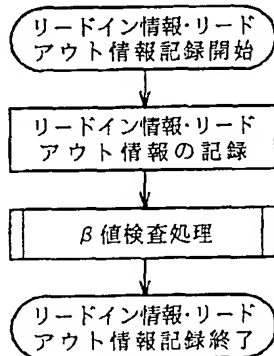 リードイン情報・リード
アウト情報記録開始
リードイン情報・リード
アウト情報の記録
β値検査処理
リードイン情報・リード
アウト情報記録終了